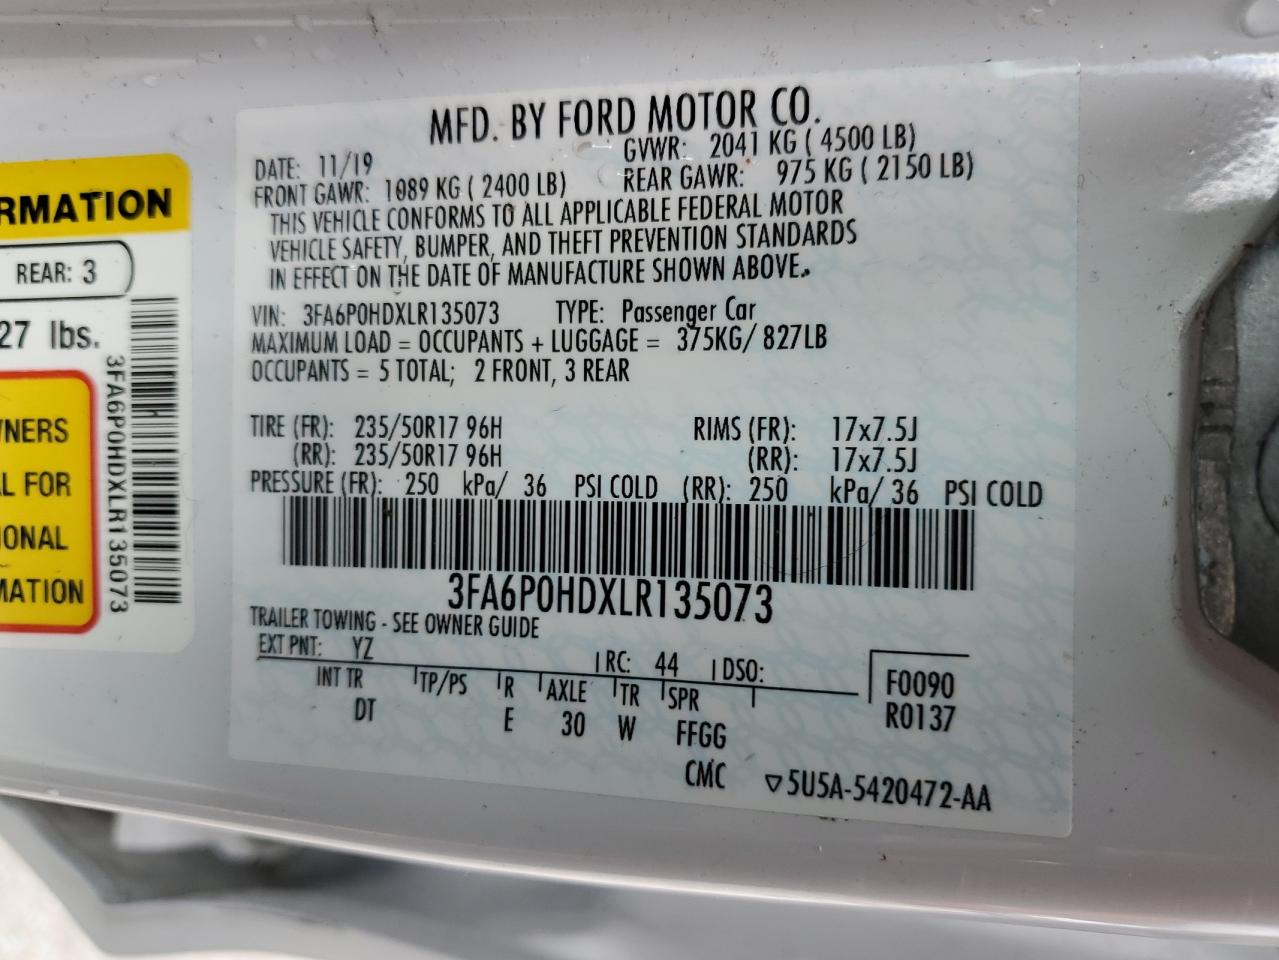 MFD. BY FORD MOTOR CO.
DATE: 11/19 GVWR: 2041 KG ( 4500 LB)
FRONT GAWR: 1089 KG ( 2400 LB) REAR GAWR: 975 KG ( 2150 LB)
THIS VEHICLE CONFORMS TO ALL APPLICABLE FEDERAL MOTOR
VEHICLE SAFETY, BUMPER, AND THEFT PREVENTION STANDARDS
IN EFFECT ON THE DATE OF MANUFACTURE SHOWN ABOVE.
VIN: 3FA6P0HDXLR135073 TYPE: Passenger Car
MAXIMUM LOAD = OCCUPANTS + LUGGAGE = 375KG/ 827LB
OCCUPANTS = 5 TOTAL; 2 FRONT, 3 REAR
TIRE (FR): 235/50R17 96H RIMS (FR): 17x7.5J
(RR): 235/50R17 96H (RR): 17x7.5J
PRESSURE (FR): 250 kPa/ 36 PSI COLD (RR): 250 kPa/ 36 PSI COLD
3FA6P0HDXLR135073
TRAILER TOWING - SEE OWNER GUIDE
EXT PNT: YZ RC: 44 DSO:
INT TR TP/PS R AXLE TR SPR F0090
DT E 30 W FFGG R0137
CMC ▽5U5A-5420472-AA
RMATION
REAR: 3
27 lbs.
3FA6P0HDXLR135073
NERS
L FOR
IONAL
MATION